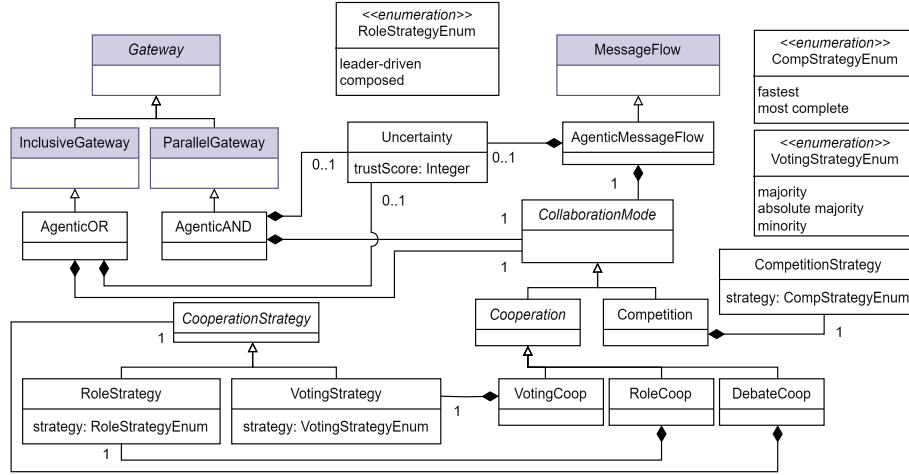 <<enumeration>>
RoleStrategyEnum
leader-driven
composed
Gateway
MessageFlow
<<enumeration>>
CompStrategyEnum
fastest
most complete
InclusiveGateway
ParallelGateway
Uncertainty
trustScore: Integer
AgenticMessageFlow
0..1
0..1
0..1
<<enumeration>>
VotingStrategyEnum
majority
absolute majority
minority
1
AgenticOR
AgenticAND
1
CollaborationMode
1
CompetitionStrategy
strategy: CompStrategyEnum
1
CooperationStrategy
1
Cooperation
Competition
RoleStrategy
strategy: RoleStrategyEnum
VotingStrategy
strategy: VotingStrategyEnum
1
VotingCoop
RoleCoop
DebateCoop
1